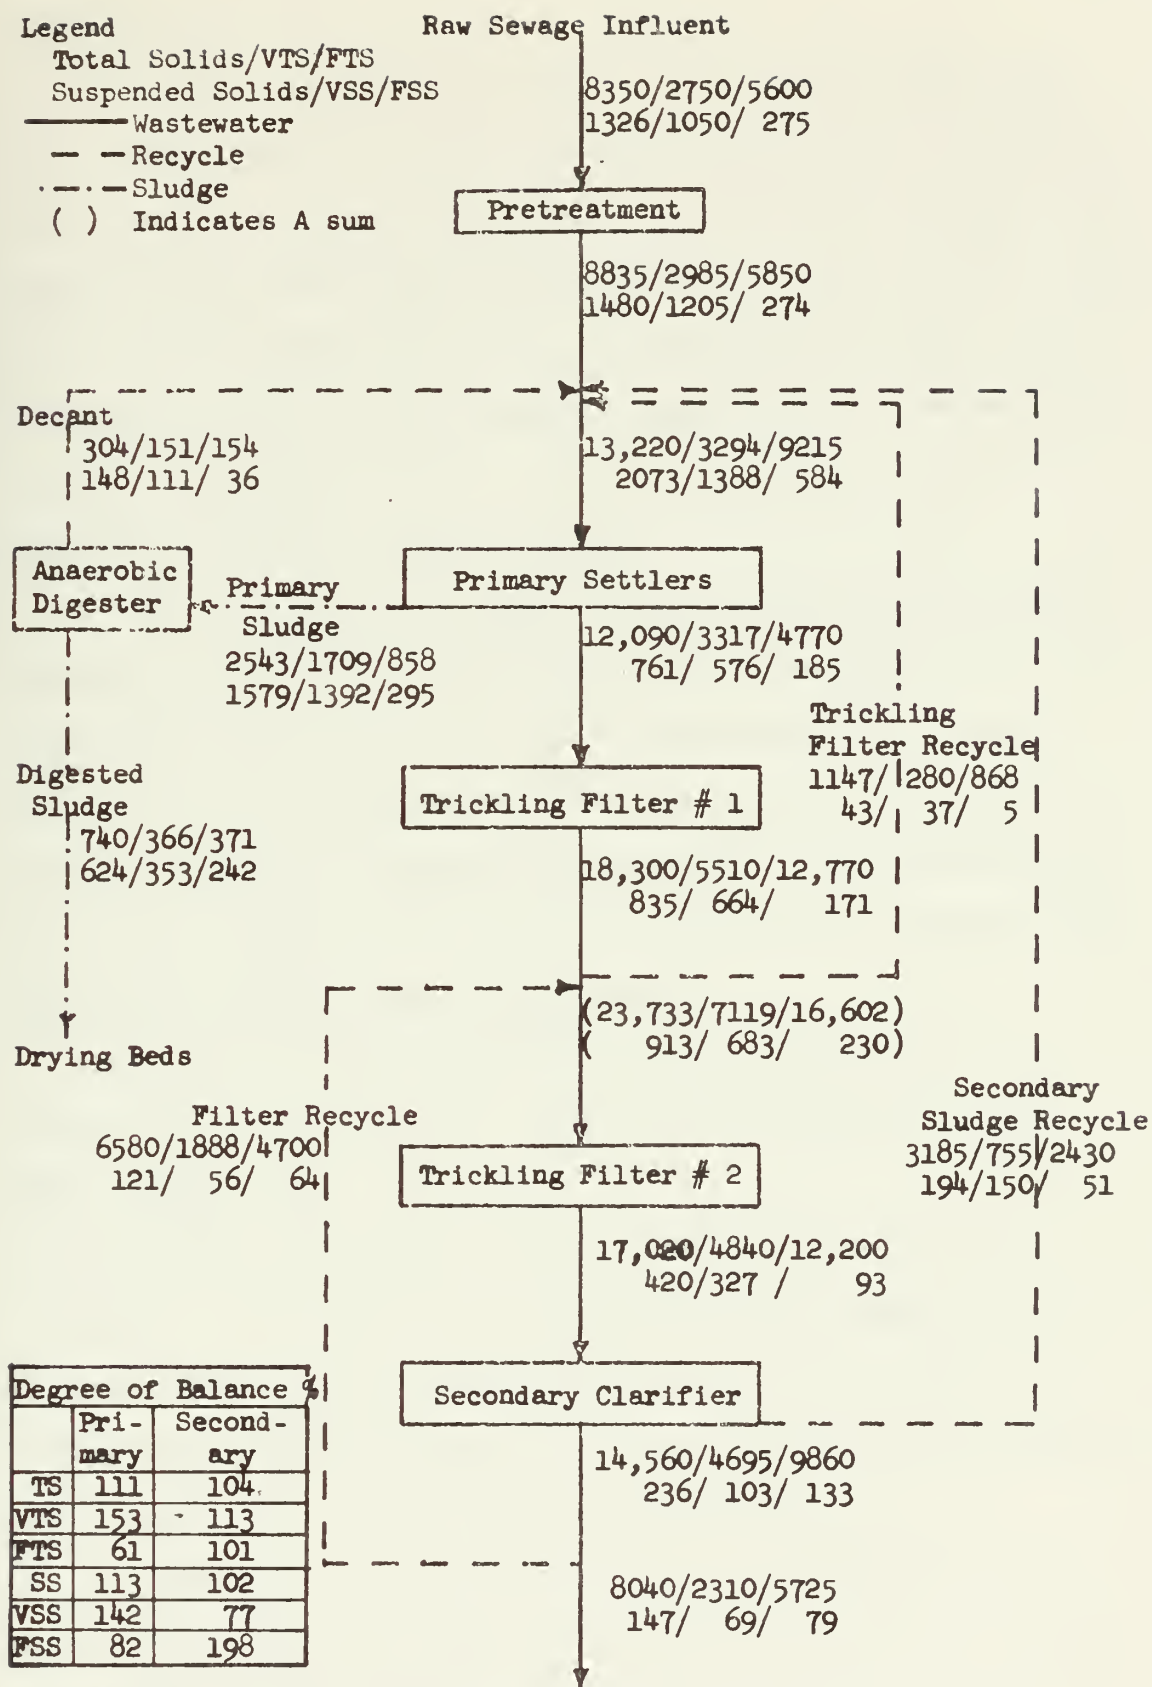 Legend
Total Solids/VTS/FTS
Suspended Solids/VSS/FSS
Wastewater
Recycle
Sludge
( ) Indicates A sum
Raw Sewage Influent
8350/2750/5600
1326/1050/ 275
Pretreatment
8835/2985/5850
1480/1205/ 274
Decant
304/151/154
148/111/ 36
13,220/3294/9215
2073/1388/ 584
Anaerobic
Digester
Primary
Sludge
2543/1709/858
1579/1392/295
Primary Settlers
12,090/3317/4770
761/ 576/ 185
Trickling
Filter Recycle
1147/ 280/868
43/ 37/ 5
Digested
Sludge
740/366/371
624/353/242
Trickling Filter # 1
18,300/5510/12,770
835/ 664/ 171
(23,733/7119/16,602)
( 913/ 683/ 230)
Drying Beds
Filter Recycle
6580/1888/4700
121/ 56/ 64
Secondary
Sludge Recycle
3185/755/2430
194/150/ 51
Trickling Filter # 2
17,020/4840/12,200
420/327 / 93
Secondary Clarifier
14,560/4695/9860
236/ 103/ 133
8040/2310/5725
147/ 69/ 79
Degree of Balance %
Pri-
mary Second-
ary
TS 111 104
VTS 153 113
FTS 61 101
SS 113 102
VSS 142 77
FSS 82 198